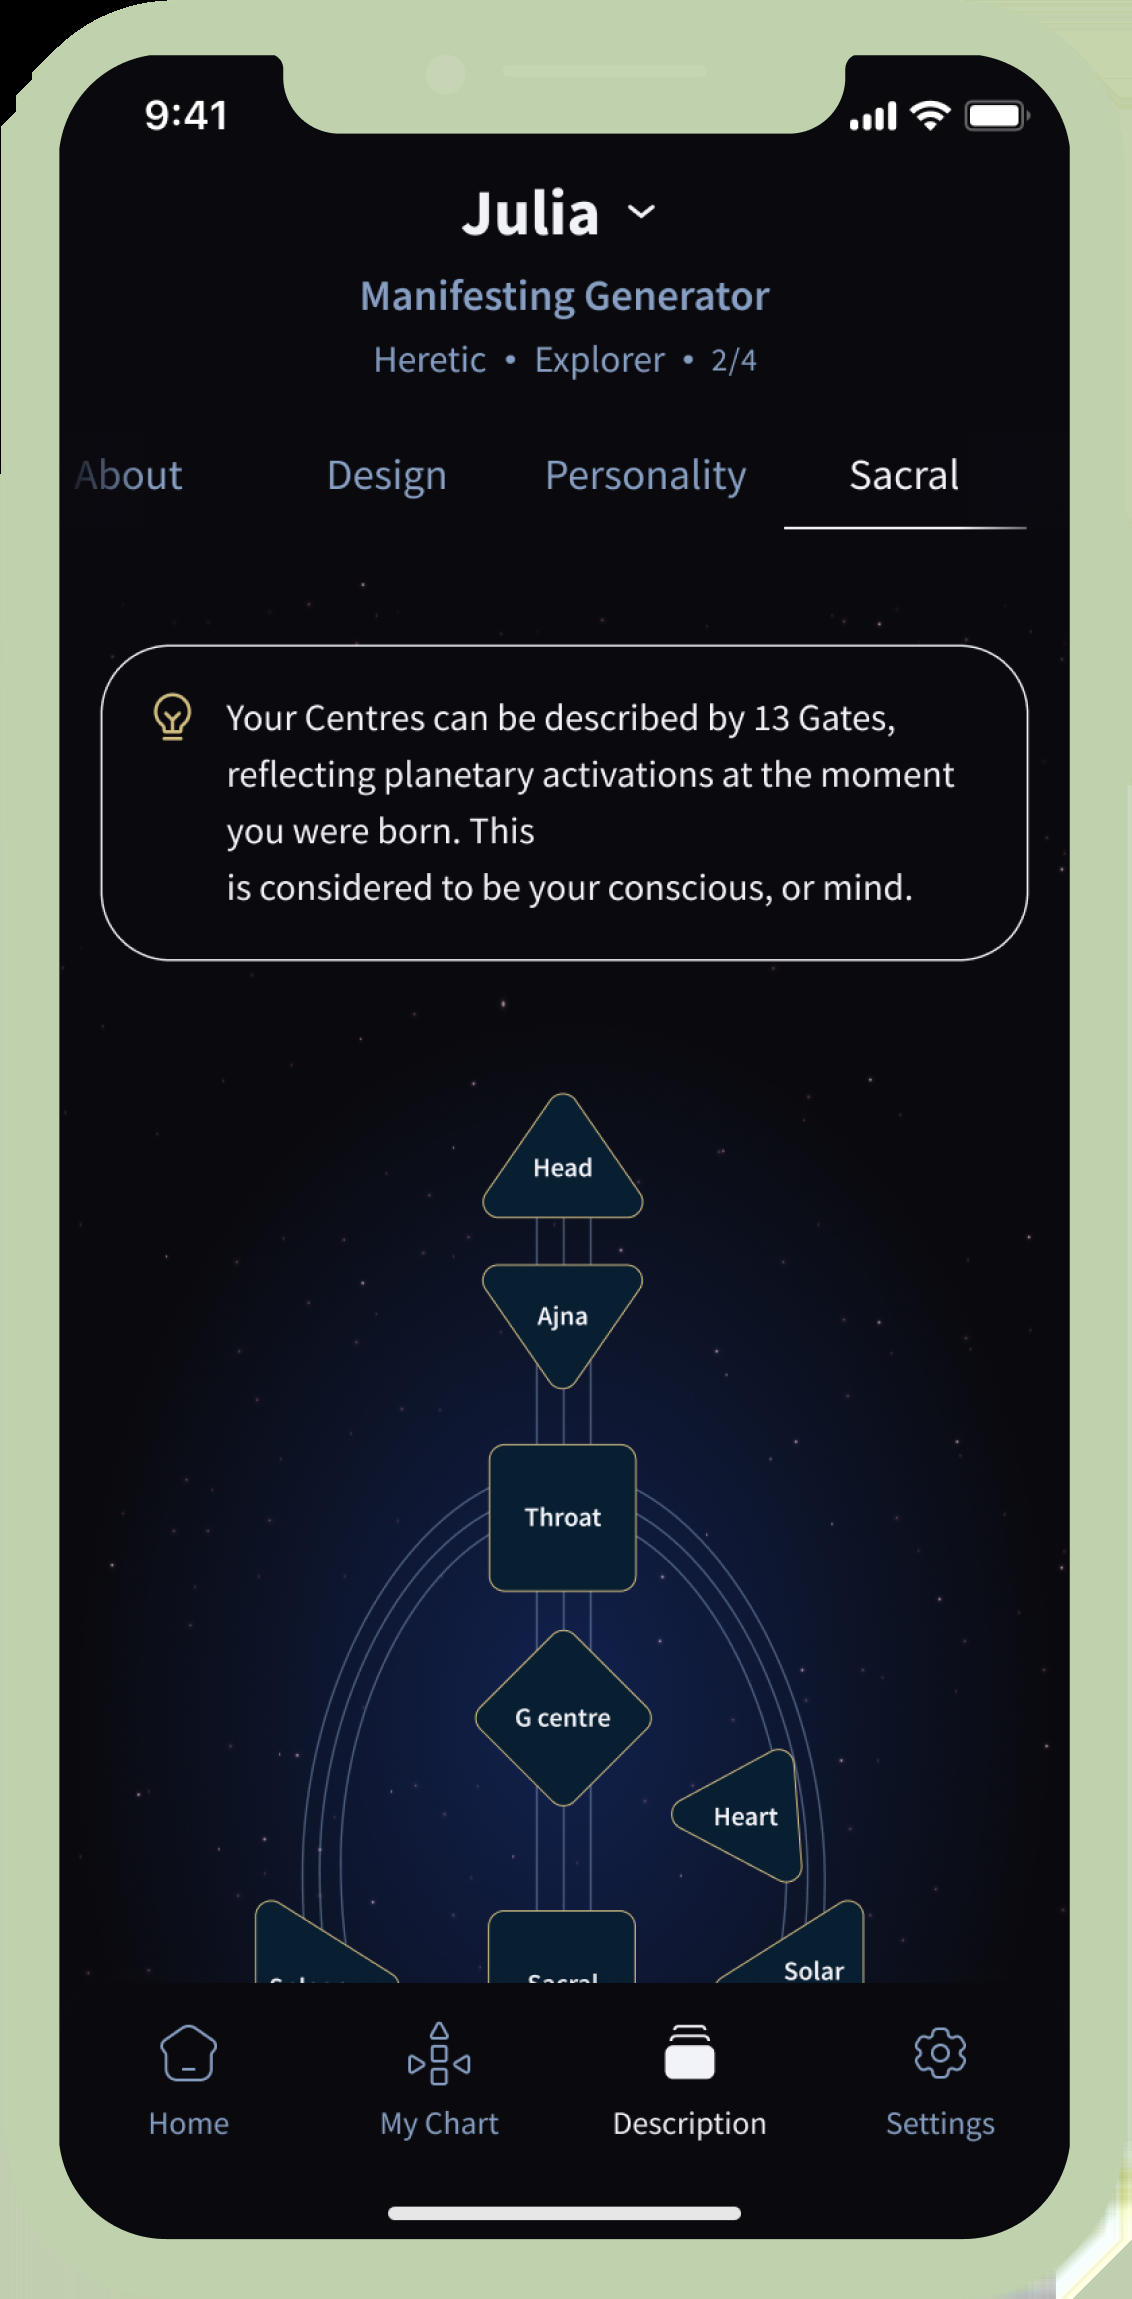 9:41
Julia
Manifesting Generator
Heretic • Explorer • 2/4
About Design Personality Sacral
Your Centres can be described by 13 Gates,
reflecting planetary activations at the moment
you were born. This
is considered to be your conscious, or mind.
Head
Ajna
Throat
G centre
Heart
Sacral
Solar
Home My Chart Description Settings